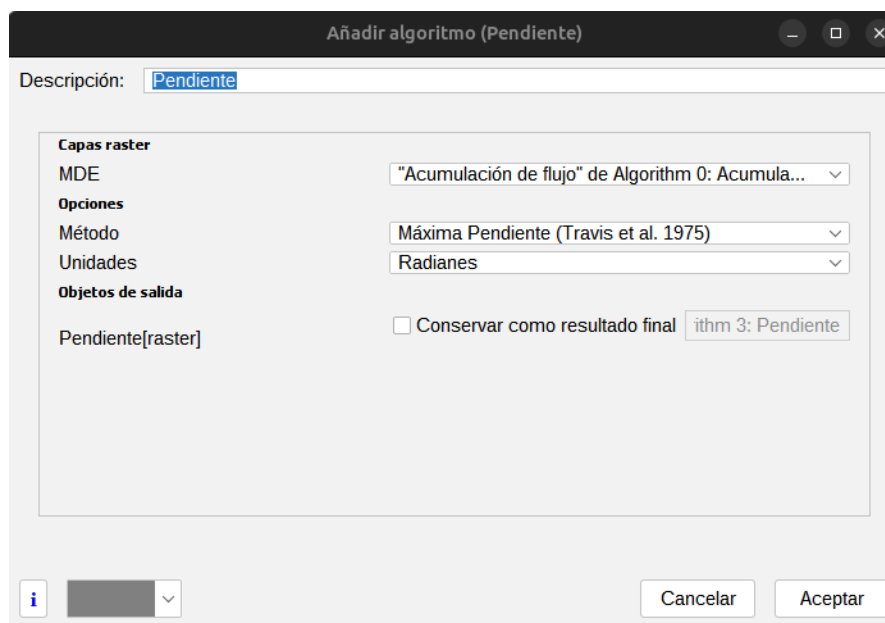 Añadir algoritmo (Pendiente)
Descripción: Pendiente
Capas raster
MDE "Acumulación de flujo" de Algorithm 0: Acumula...
Opciones
Método Máxima Pendiente (Travis et al. 1975)
Unidades Radianes
Objetos de salida
Pendiente[raster] Conservar como resultado final ithm 3: Pendiente
i Cancelar Aceptar